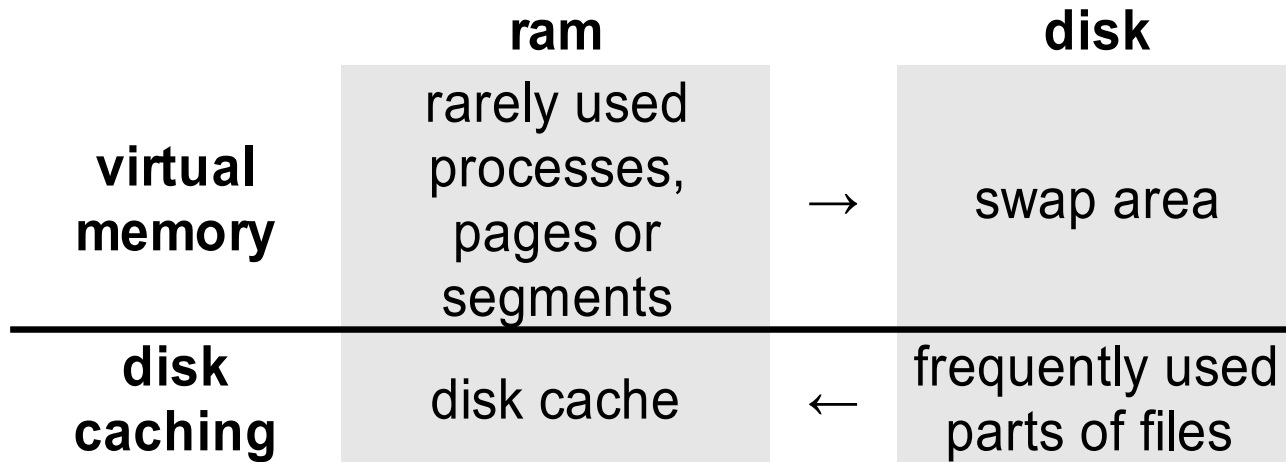 ram disk
virtual
memory
rarely used
processes,
pages or
segments
→
swap area
disk
caching
disk cache
←
frequently used
parts of files